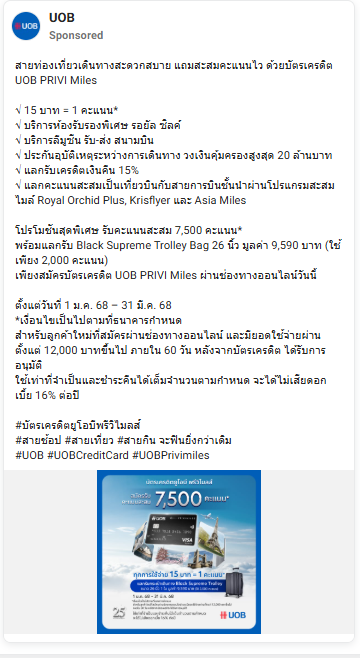 UOB
UOB
Sponsored
สายท่องเที่ยวเดินทางสะดวกสบาย แถมสะสมคะแนนไว ด้วยบัตรเครดิต
UOB PRIVI Miles
√ 15 บาท = 1 คะแนน*
√ บริการห้องรับรองพิเศษ รอยัล ซิลค์
√ บริการลีมูซีน รับ-ส่ง สนามบิน
√ ประกันอุบัติเหตุระหว่างการเดินทาง วงเงินคุ้มครองสูงสุด 20 ล้านบาท
√ แลกรับเครดิตเงินคืน 15%
√ แลกคะแนนสะสมเป็นเที่ยวบินกับสายการบินชั้นนำผ่านโปรแกรมสะสม
ไมล์ Royal Orchid Plus, Krisflyer และ Asia Miles
โปรโมชั่นสุดพิเศษ รับคะแนนสะสม 7,500 คะแนน*
พร้อมแลกรับ Black Supreme Trolley Bag 26 นิ้ว มูลค่า 9,590 บาท (ใช้
เพียง 2,000 คะแนน)
เพียงสมัครบัตรเครดิต UOB PRIVI Miles ผ่านช่องทางออนไลน์วันนี้
ตั้งแต่วันที่ 1 ม.ค. 68 – 31 มี.ค. 68
*เงื่อนไขเป็นไปตามที่ธนาคารกำหนด
สำหรับลูกค้าใหม่ที่สมัครผ่านช่องทางออนไลน์ และมียอดใช้จ่ายผ่าน
ตั้งแต่ 12,000 บาทขึ้นไป ภายใน 60 วัน หลังจากบัตรเครดิต ได้รับการ
อนุมัติ
ใช้เท่าที่จำเป็นและชำระคืนได้เต็มจำนวนตามกำหนด จะได้ไม่เสียดอก
เบี้ย 16% ต่อปี
#บัตรเครดิตยูโอบีพรีวิไมลส์
#สายช้อป #สายเที่ยว #สายกิน จะฟินยิ่งกว่าเดิม
#UOB #UOBCreditCard #UOBPrivimiles
บัตรเครดิตยูโอบี พรีวิไมลส์
7,500 คะแนน*
UOB
VISA
ทุกการใช้จ่าย 15 บาท = 1 คะแนน*
Black Supreme Trolley
1 ม.ค. 68 - 31 มี.ค. 68
25
UOB